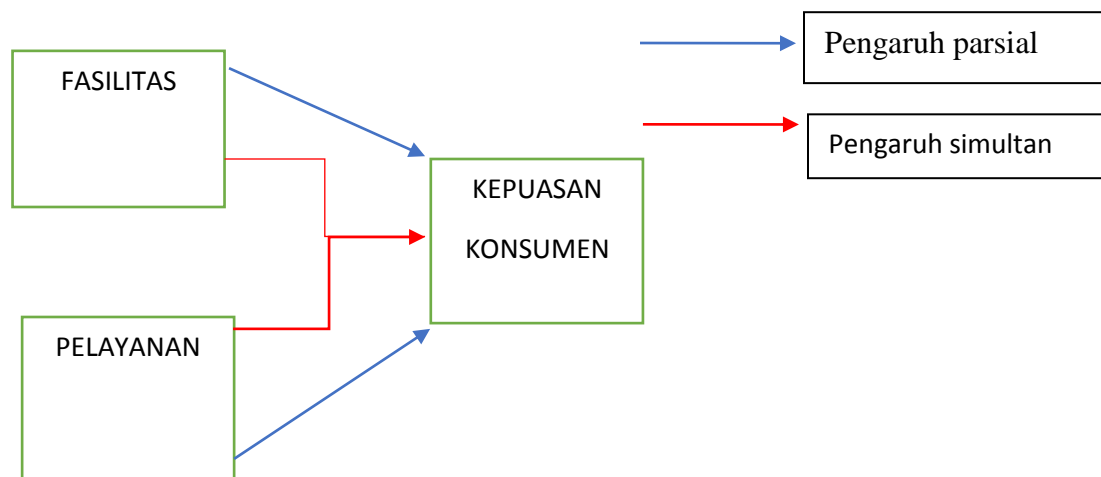 FASILITAS
PELAYANAN
KEPUASAN
KONSUMEN
Pengaruh parsial
Pengaruh simultan